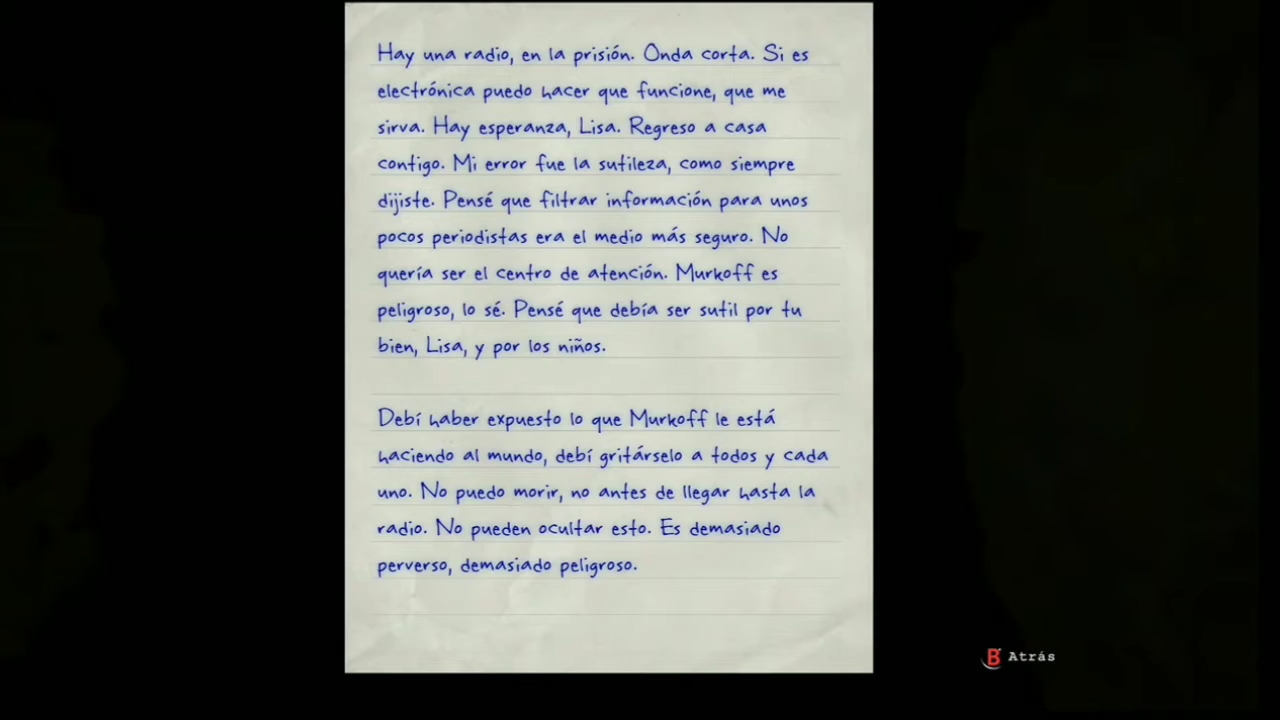 Hay una radio, en la prisión. Onda corta. Si es
electrónica puedo hacer que funcione, que me
sirva. Hay esperanza, Lisa. Regreso a casa
contigo. Mi error fue la sutileza, como siempre
dijiste. Pensé que filtrar información para unos
pocos periodistas era el medio más seguro. No
quería ser el centro de atención. Murkoff es
peligroso, lo sé. Pensé que debía ser sutil por tu
bien, Lisa, y por los niños.
Debí haber expuesto lo que Murkoff le está
haciendo al mundo, debí gritárselo a todos y cada
uno. No puedo morir, no antes de llegar hasta la
radio. No pueden ocultar esto. Es demasiado
perverso, demasiado peligroso.
B Atrás